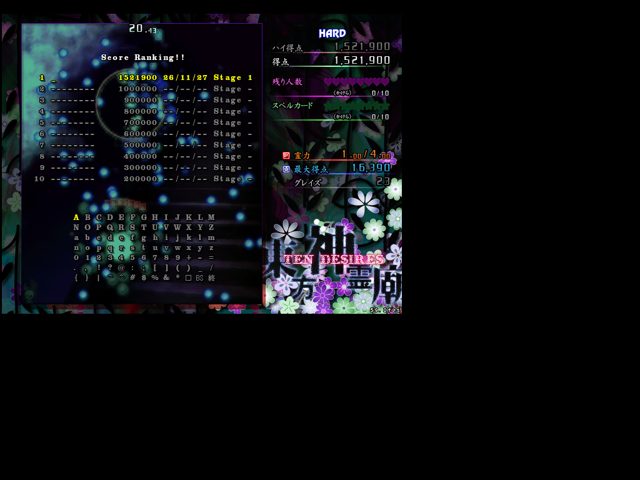 20.43
HARD
ハイ得点 1,521,900
得点 1,521,900
残り人数
0/10
スペルカード
0/10
霊力 1.00/4.00
最大得点 16,390
グレイズ 23
Score Ranking!!
1 _ 1521900 26/11/27 Stage 1
2 -------- 1000000 --/--/-- Stage -
3 -------- 900000 --/--/-- Stage -
4 -------- 800000 --/--/-- Stage -
5 -------- 700000 --/--/-- Stage -
6 -------- 600000 --/--/-- Stage -
7 -------- 500000 --/--/-- Stage -
8 -------- 400000 --/--/-- Stage -
9 -------- 300000 --/--/-- Stage -
10 -------- 200000 --/--/-- Stage -
A B C D E F G H I J K L M
N O P Q R S T U V W X Y Z
a b c d e f g h i j k l m
n o p q r s t u v w x y z
0 1 2 3 4 5 6 7 8 9 + - =
. , ! ? @ : ; [ ] ( ) _ /
{ } | ~ ^ # $ % & * 終
東方神霊廟
TEN DESIRES